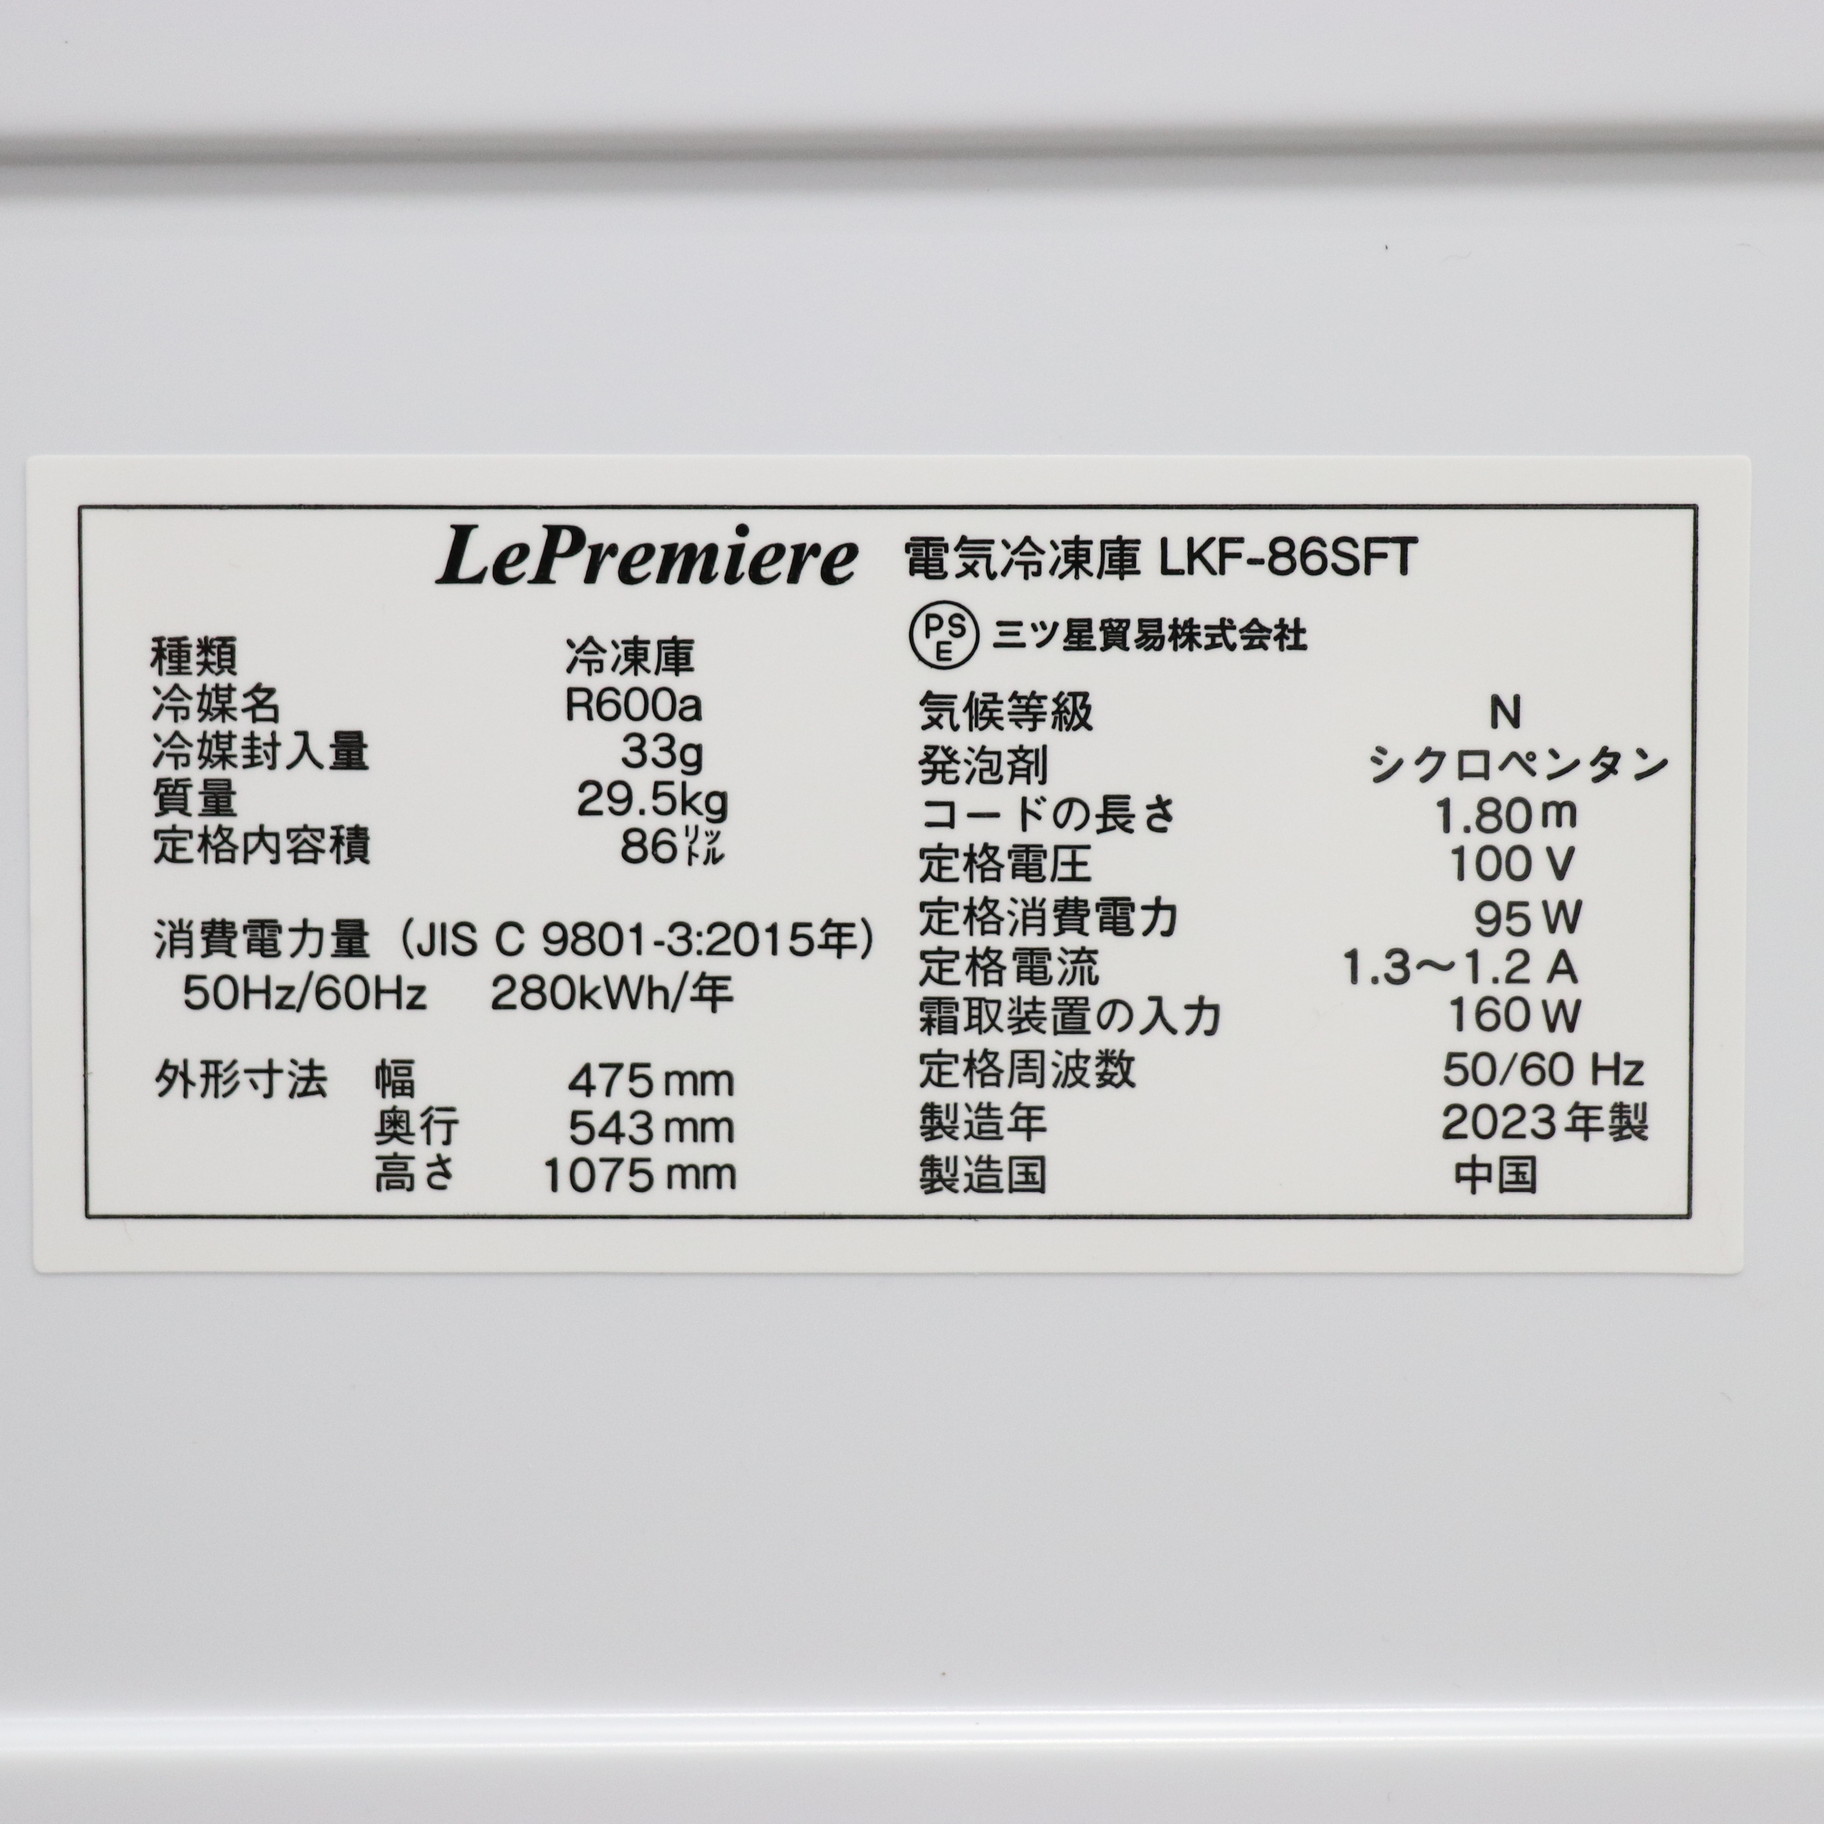 LePremiere 電気冷凍庫 LKF-86SFT
PSE 三ツ星貿易株式会社
種類 冷凍庫
冷媒名 R600a
冷媒封入量 33g
質量 29.5kg
定格内容積 86リットル
消費電力量（JIS C 9801-3:2015年）
50Hz/60Hz 280kWh/年
外形寸法 幅 475mm
奥行 543mm
高さ 1075mm
気候等級 N
発泡剤 シクロペンタン
コードの長さ 1.80m
定格電圧 100V
定格消費電力 95W
定格電流 1.3〜1.2 A
霜取装置の入力 160W
定格周波数 50/60 Hz
製造年 2023年製
製造国 中国